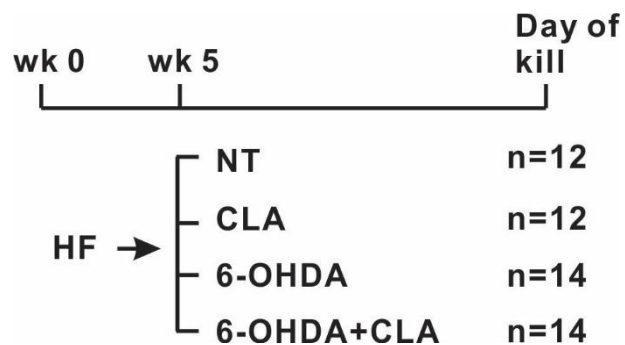 wk 0 wk 5 Day of
kill
NT n=12
CLA n=12
HF
6-OHDA n=14
6-OHDA+CLA n=14